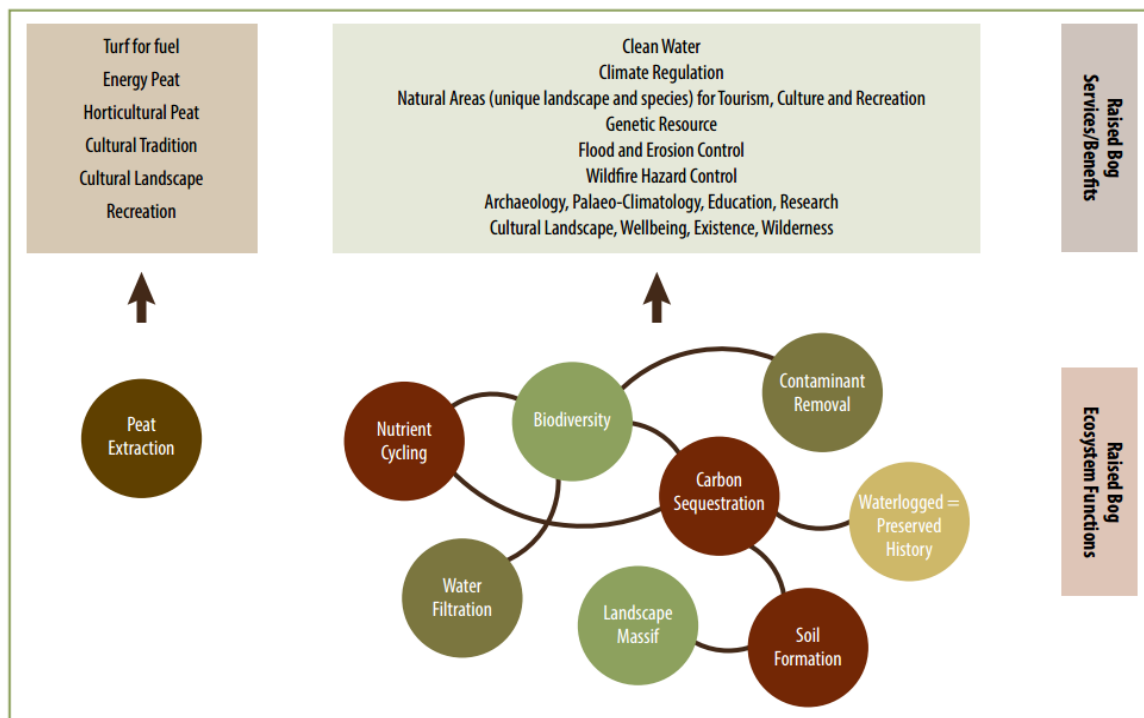 Turf for fuel
Energy Peat
Horticultural Peat
Cultural Tradition
Cultural Landscape
Recreation
Clean Water
Climate Regulation
Natural Areas (unique landscape and species) for Tourism, Culture and Recreation
Genetic Resource
Flood and Erosion Control
Wildfire Hazard Control
Archaeology, Palaeo-Climatology, Education, Research
Cultural Landscape, Wellbeing, Existence, Wilderness
Raised Bog
Services/Benefits
Peat
Extraction
Nutrient
Cycling
Biodiversity
Contaminant
Removal
Carbon
Sequestration
Waterlogged =
Preserved
History
Water
Filtration
Landscape
Massif
Soil
Formation
Raised Bog
Ecosystem Functions